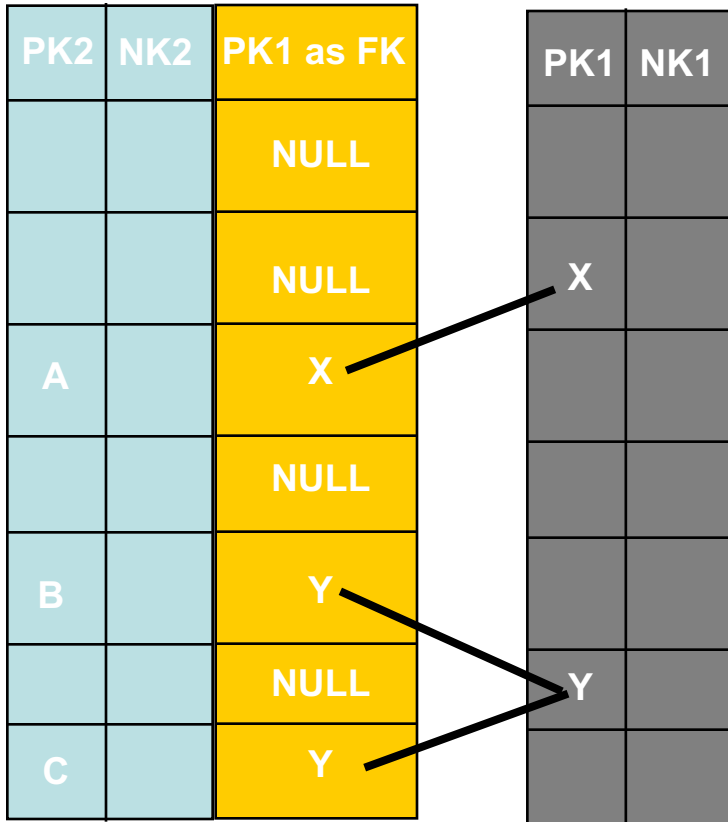 PK2 NK2 PK1 as FK
NULL
NULL
A X
NULL
B Y
NULL
C Y
PK1 NK1
X
Y